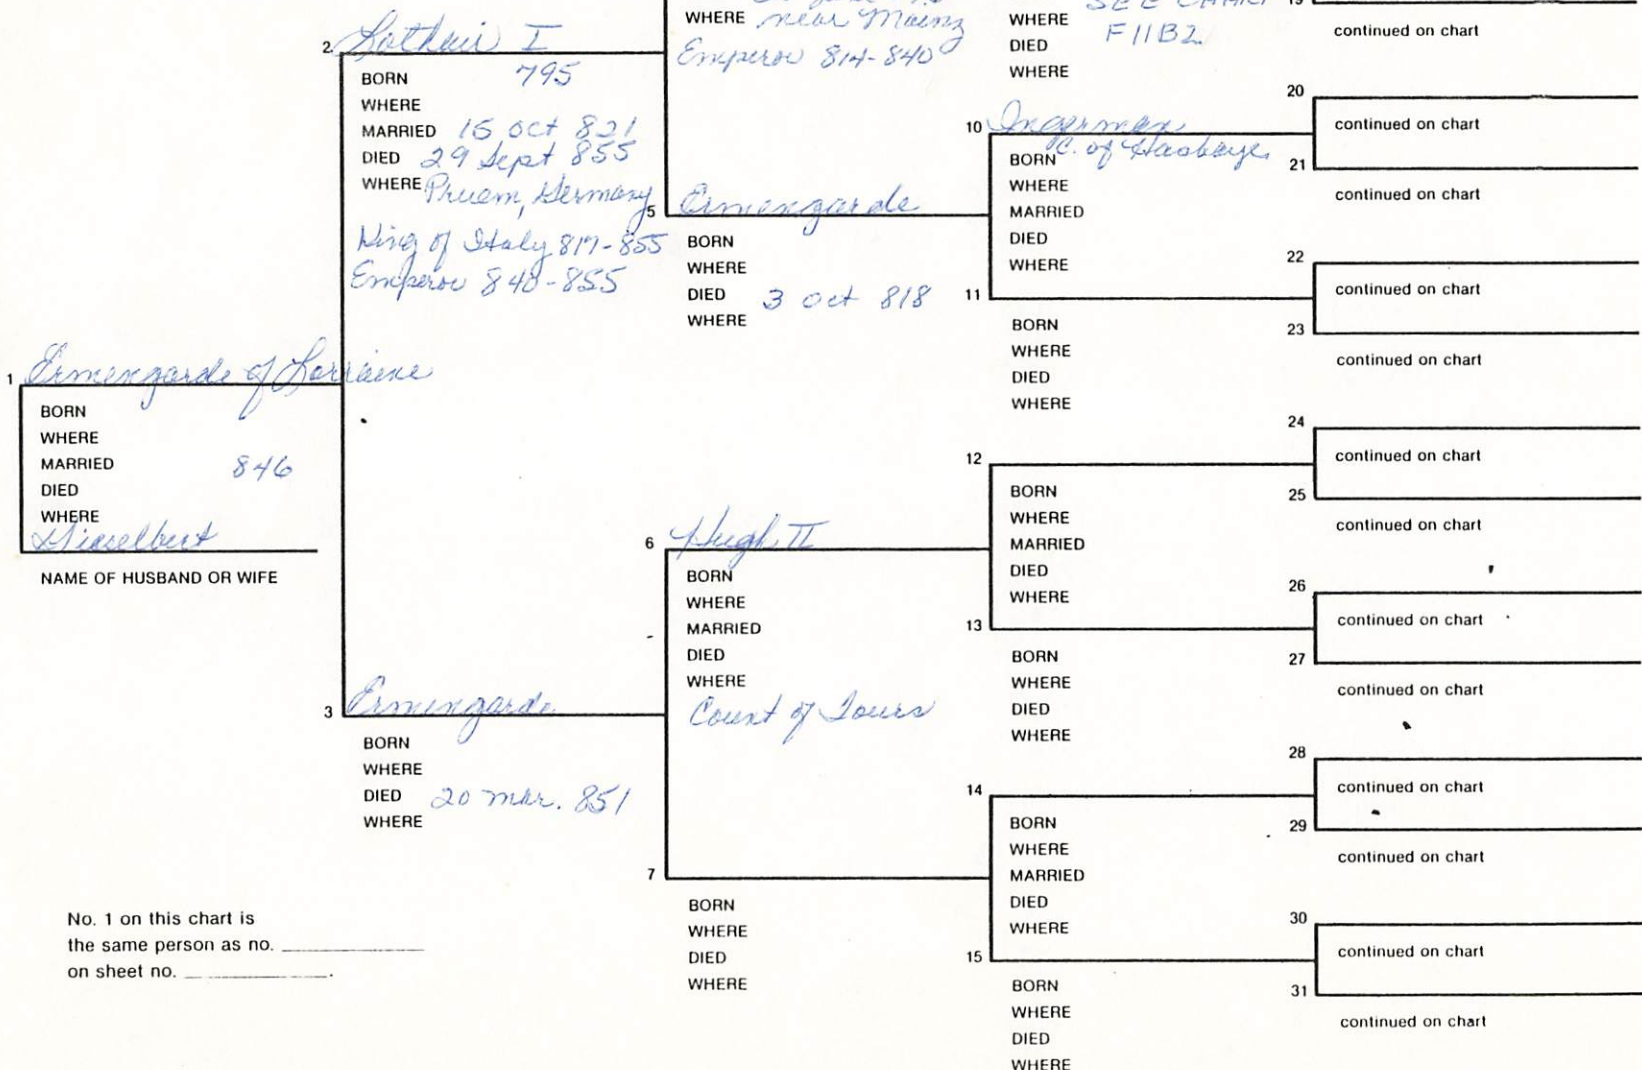 1
Ermengarde of Lorraine
BORN
WHERE
MARRIED 846
DIED
WHERE
Gieselbert
NAME OF HUSBAND OR WIFE
No. 1 on this chart is
the same person as no.
on sheet no.
2
Lothair I
BORN 795
WHERE
MARRIED 15 Oct 821
DIED 29 Sept 855
WHERE Pruem, Germany
King of Italy 817-855
Emperor 840-855
3
Ermengarde
BORN
WHERE
DIED 20 Mar. 851
WHERE
WHERE near Mainz
Emperor 814-840
5
Ermengarde
BORN
WHERE
DIED 3 Oct 818
WHERE
6
Hugh II
BORN
WHERE
MARRIED
DIED
WHERE
Count of Tours
7
BORN
WHERE
DIED
WHERE
SEE CHART
WHERE F11B2
DIED
WHERE
10
Ingerman
C. of Hasbaye
BORN
WHERE
MARRIED
DIED
WHERE
11
BORN
WHERE
DIED
WHERE
12
BORN
WHERE
MARRIED
DIED
WHERE
13
BORN
WHERE
DIED
WHERE
14
BORN
WHERE
MARRIED
DIED
WHERE
15
BORN
WHERE
DIED
WHERE
19
continued on chart
20
continued on chart
21
continued on chart
22
continued on chart
23
continued on chart
24
continued on chart
25
continued on chart
26
continued on chart
27
continued on chart
28
continued on chart
29
continued on chart
30
continued on chart
31
continued on chart